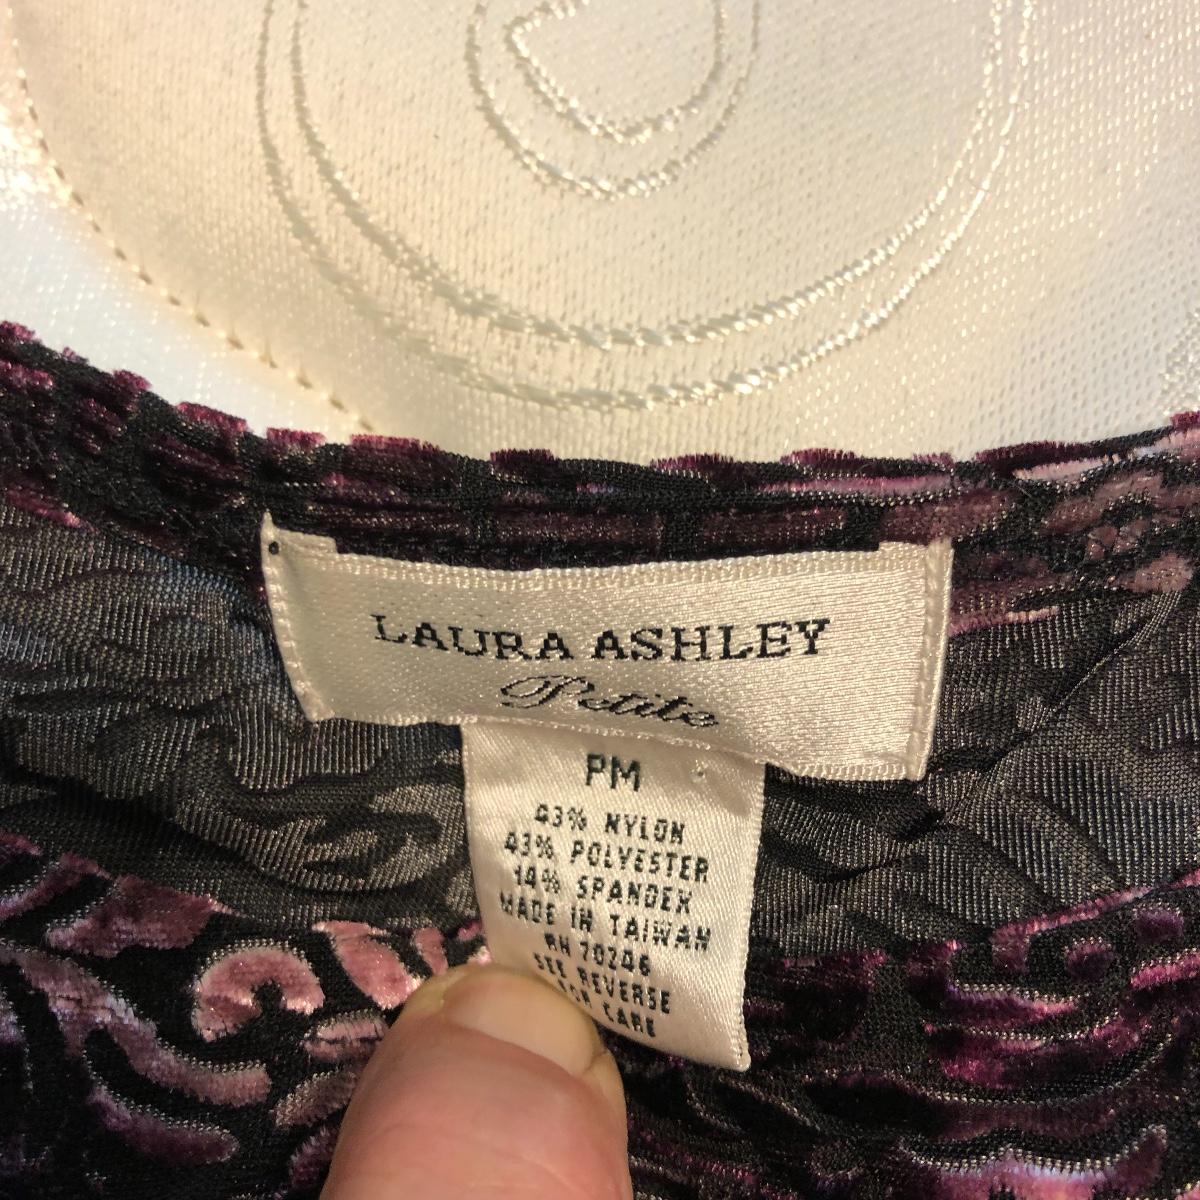 LAURA ASHLEY
Petite
PM
43% NYLON
43% POLYESTER
14% SPANDEX
MADE IN TAIWAN
RN 70246
SEE REVERSE
FOR CARE